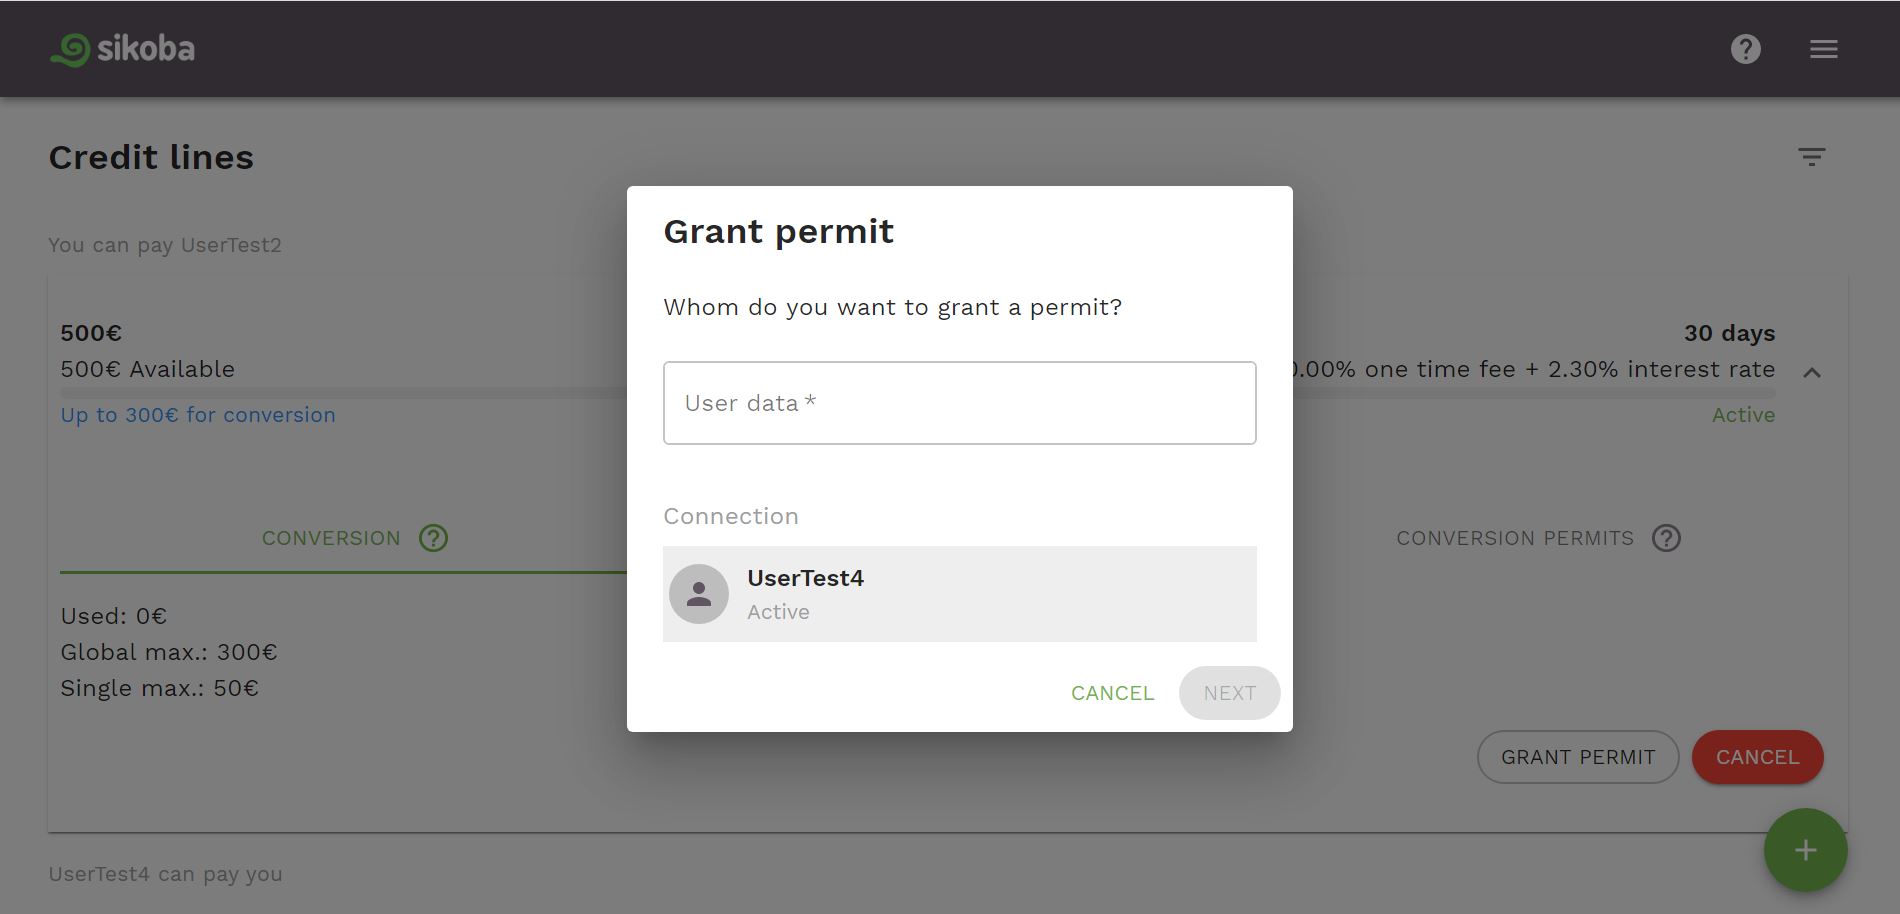 sikoba
Credit lines
You can pay UserTest2
500€
30 days
500€ Available
0.00% one time fee + 2.30% interest rate
Up to 300€ for conversion
Active
CONVERSION ?
CONVERSION PERMITS ?
Used: 0€
Global max.: 300€
Single max.: 50€
GRANT PERMIT
CANCEL
UserTest4 can pay you
Grant permit
Whom do you want to grant a permit?
User data *
Connection
UserTest4
Active
CANCEL
NEXT